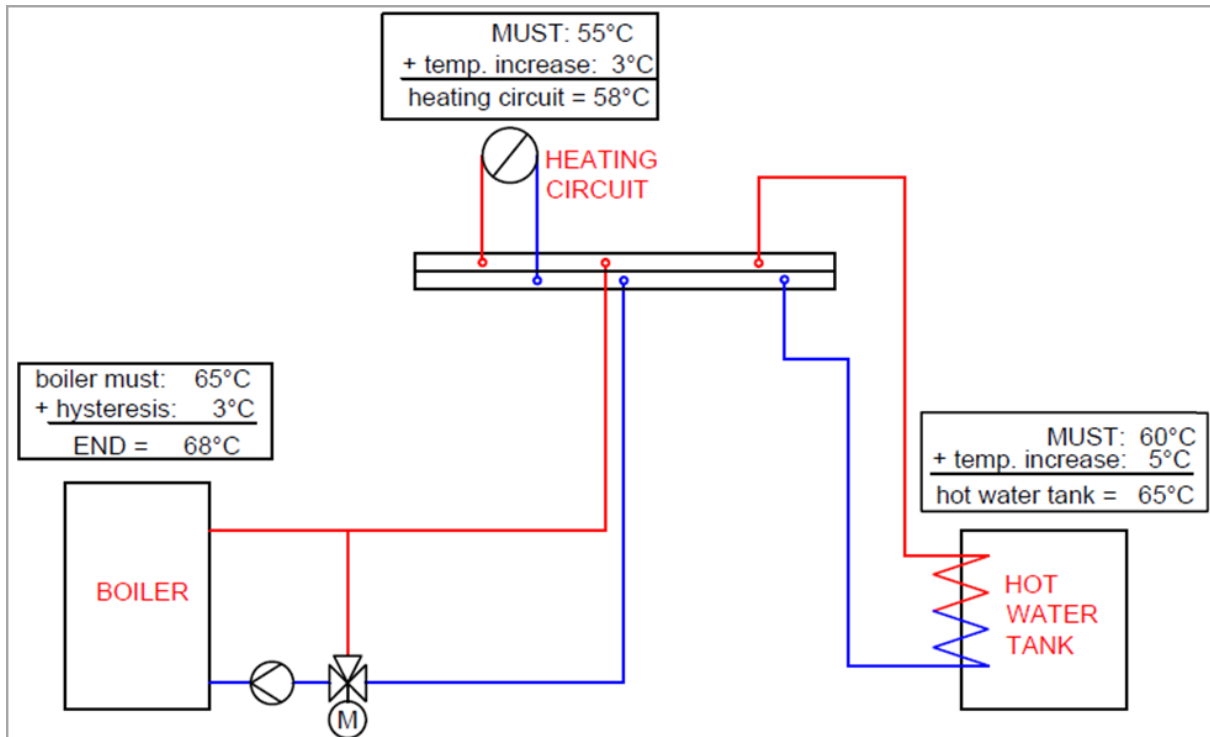 MUST: 55°C
+ temp. increase: 3°C
heating circuit = 58°C
HEATING
CIRCUIT
boiler must: 65°C
+ hysteresis: 3°C
END = 68°C
MUST: 60°C
+ temp. increase: 5°C
hot water tank = 65°C
BOILER
HOT
WATER
TANK
M